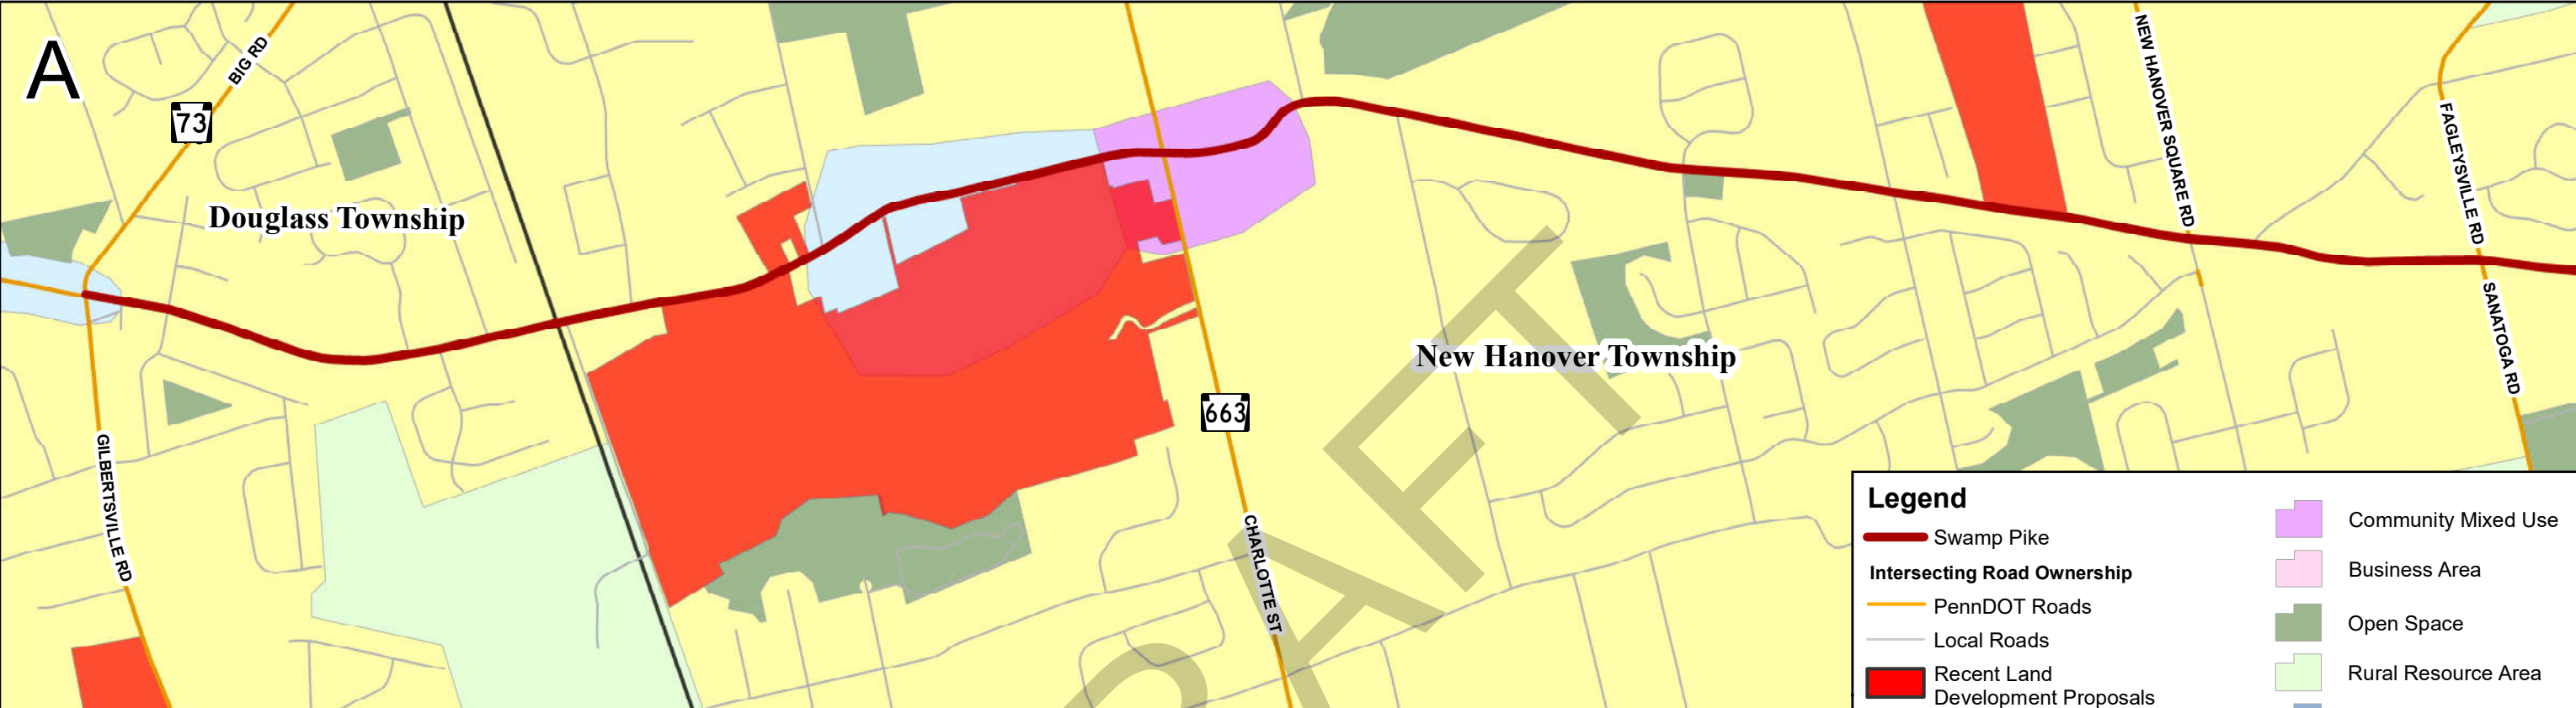 A
BIG RD
73
Douglass Township
GILBERTSVILLE RD
663
CHARLOTTE ST
New Hanover Township
NEW HANOVER SQUARE RD
FAGLEYSVILLE RD
SANATOGA RD
RAFT
Legend
Swamp Pike
Intersecting Road Ownership
PennDOT Roads
Local Roads
Recent Land
Development Proposals
Community Mixed Use
Business Area
Open Space
Rural Resource Area